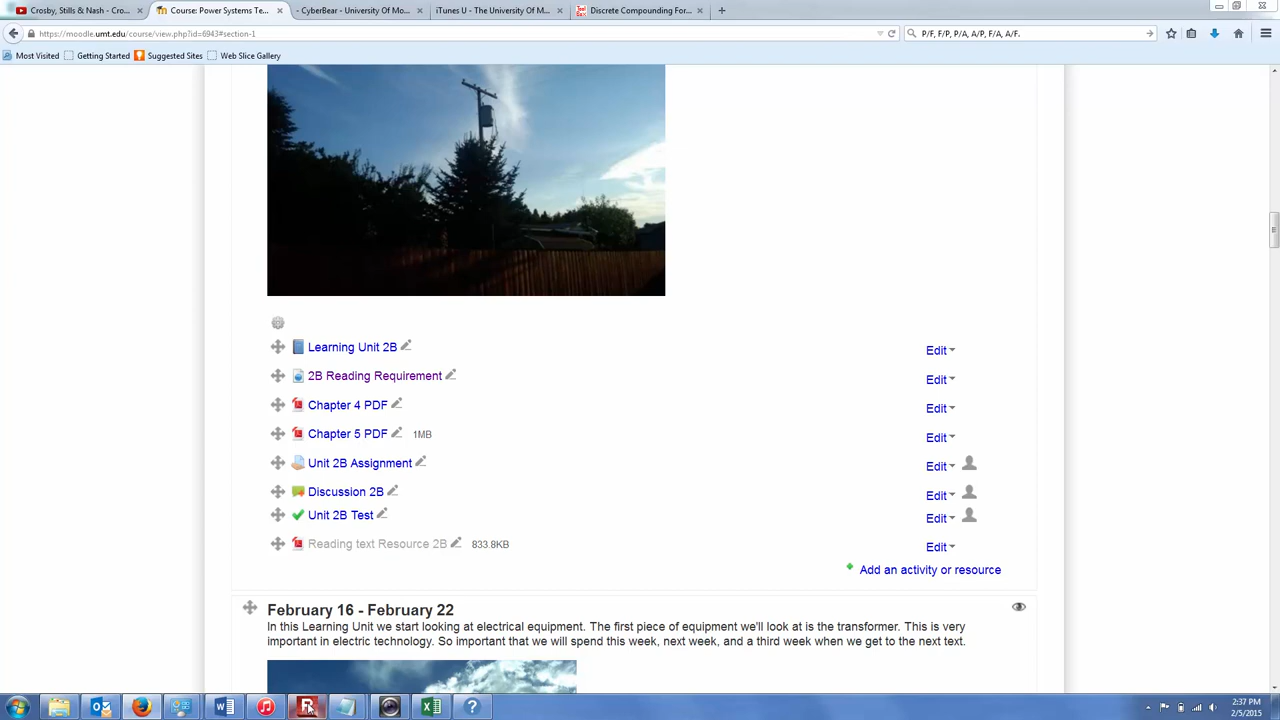 Crosby, Stills & Nash - Cro...
Course: Power Systems Te...
- CyberBear - University Of Mo...
iTunes U - The University Of M...
Discrete Compounding For...
https://moodle.umt.edu/course/view.php?id=6943#section-1
P/F, F/P, P/A, A/P, F/A, A/F.
Most Visited
Getting Started
Suggested Sites
Web Slice Gallery
Learning Unit 2B
Edit
2B Reading Requirement
Edit
Chapter 4 PDF
Edit
Chapter 5 PDF 1MB
Edit
Unit 2B Assignment
Edit
Discussion 2B
Edit
Unit 2B Test
Edit
Reading text Resource 2B 833.8KB
Edit
Add an activity or resource
February 16 - February 22
In this Learning Unit we start looking at electrical equipment. The first piece of equipment we'll look at is the transformer. This is very
important in electric technology. So important that we will spend this week, next week, and a third week when we get to the next text.
2:37 PM
2/5/2015